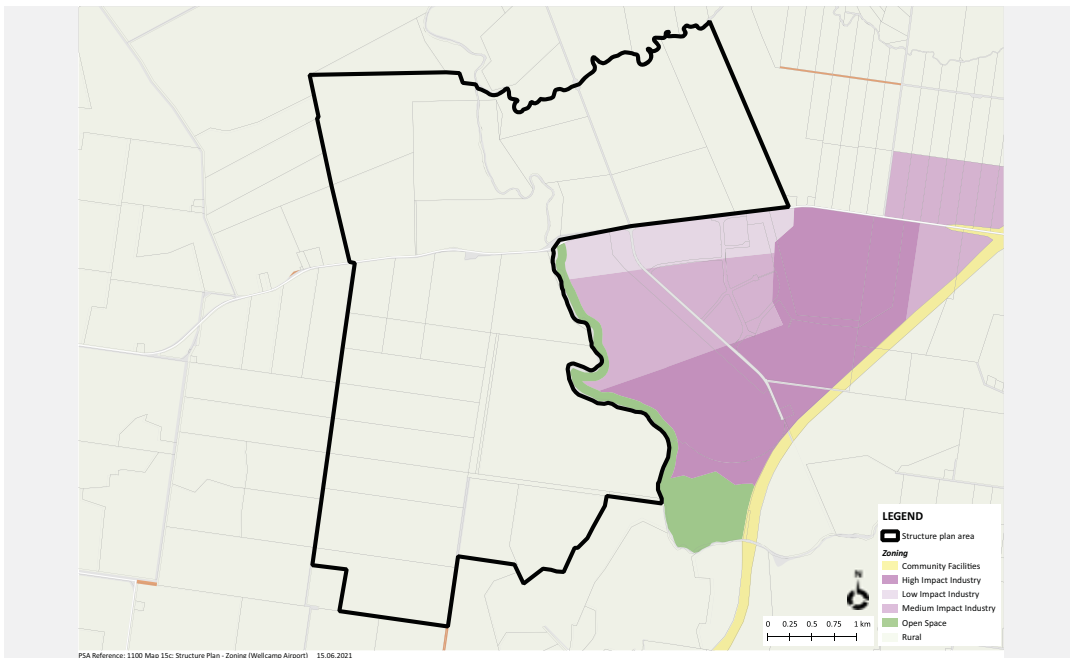 LEGEND
Structure plan area
Zoning
Community Facilities
High Impact Industry
Low Impact Industry
Medium Impact Industry
Open Space
Rural
N
0 0.25 0.5 0.75 1 km
PSA Reference: 1100 Map 15c: Structure Plan - Zoning (Wellcamp Airport) 15.06.2021